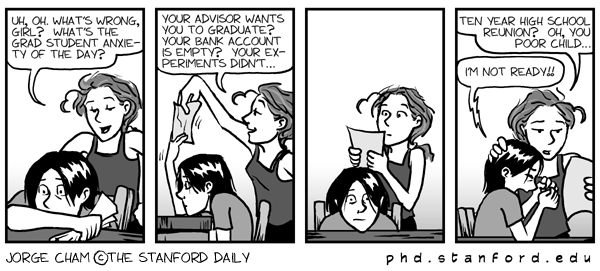 UH, OH. WHAT'S WRONG,
GIRL? WHAT'S THE
GRAD STUDENT ANXIE-
TY OF THE DAY?
YOUR ADVISOR WANTS
YOU TO GRADUATE?
YOUR BANK ACCOUNT
IS EMPTY? YOUR EX-
PERIMENTS DIDN'T...
TEN YEAR HIGH SCHOOL
REUNION? OH, YOU
POOR CHILD...
I'M NOT READY!!
JORGE CHAM ©THE STANFORD DAILY
phd.stanford.edu